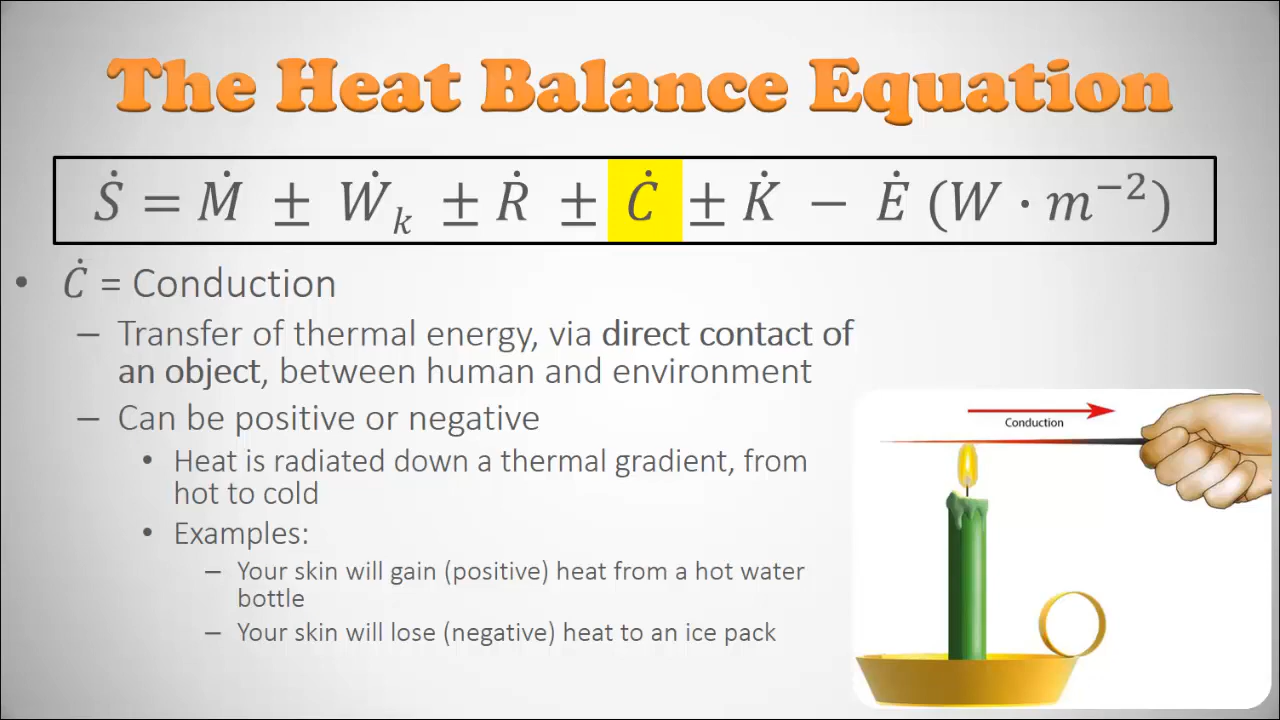 The Heat Balance Equation
Ṡ = Ṁ ± Ẇₖ ± Ṙ ± Ċ ± K̇ − Ė (W · m⁻²)
• Ċ = Conduction
– Transfer of thermal energy, via direct contact of
an object, between human and environment
– Can be positive or negative
• Heat is radiated down a thermal gradient, from
hot to cold
• Examples:
– Your skin will gain (positive) heat from a hot water
bottle
– Your skin will lose (negative) heat to an ice pack
Conduction